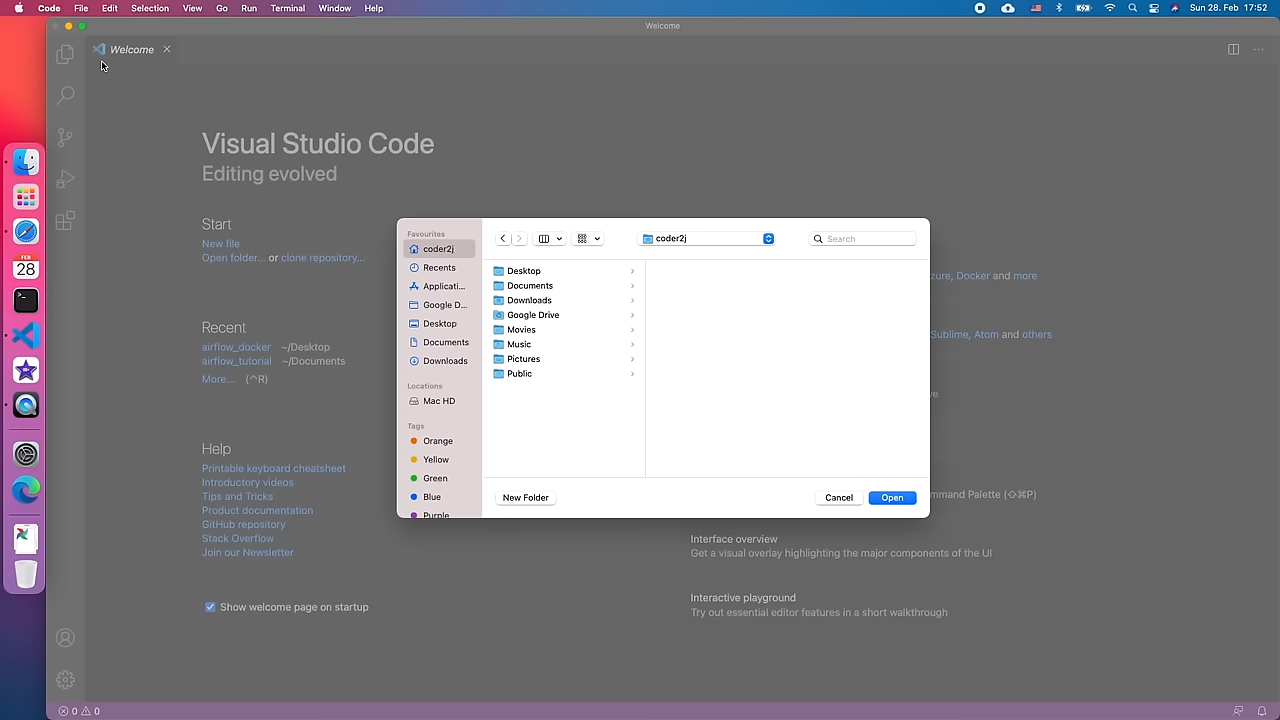 Code File Edit Selection View Go Run Terminal Window Help Sun 28. Feb 17:52
Welcome
Welcome
Visual Studio Code
Editing evolved
Start
New file
Open folder... or clone repository...
Recent
airflow_docker ~/Desktop
airflow_tutorial ~/Documents
More... (^R)
Help
Printable keyboard cheatsheet
Introductory videos
Tips and Tricks
Product documentation
GitHub repository
Stack Overflow
Join our Newsletter
Show welcome page on startup
Favourites
coder2j
Recents
Applicati...
Google D...
Desktop
Documents
Downloads
Locations
Mac HD
Tags
Orange
Yellow
Green
Blue
Purple
coder2j
Search
Desktop
Documents
Downloads
Google Drive
Movies
Music
Pictures
Public
New Folder
Cancel
Open
zure, Docker and more
Sublime, Atom and others
ve
mmand Palette (⇧⌘P)
Interface overview
Get a visual overlay highlighting the major components of the UI
Interactive playground
Try out essential editor features in a short walkthrough
FEB
28
0 0